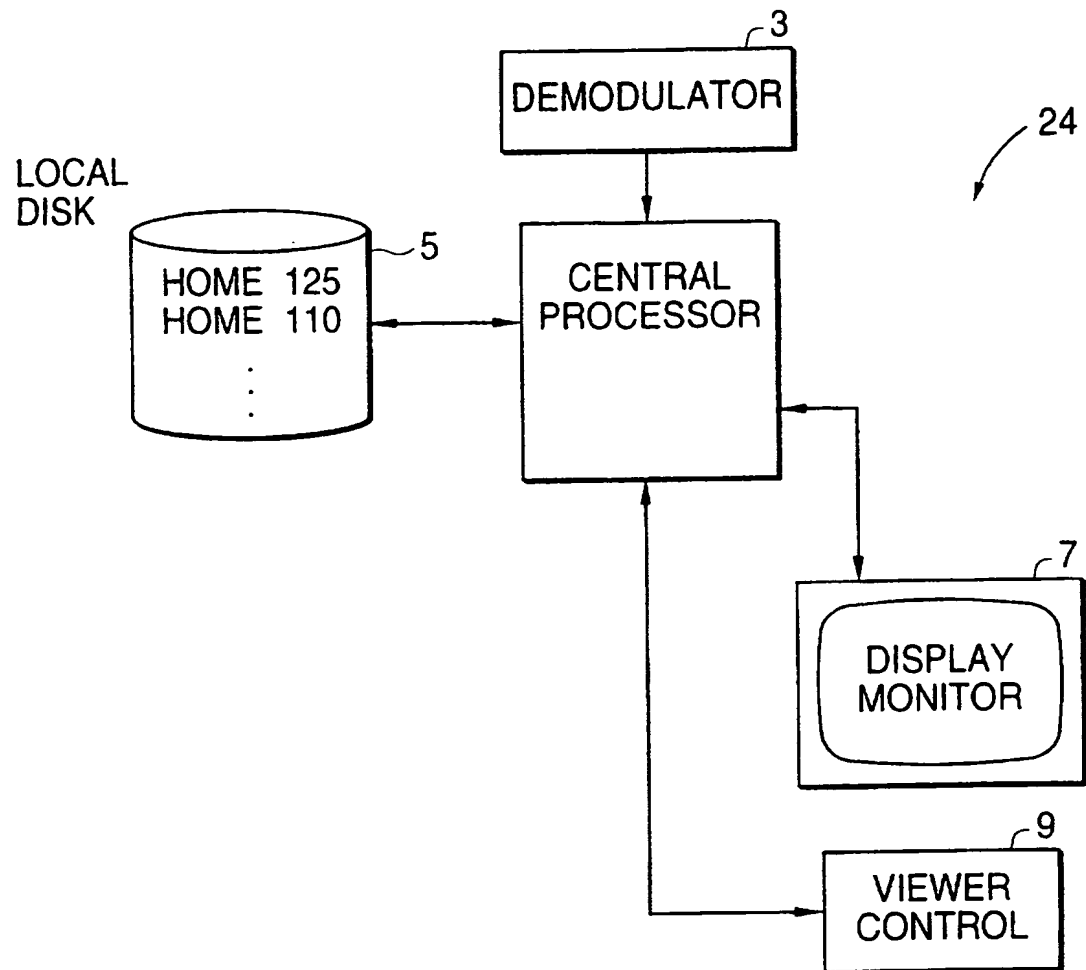 3
DEMODULATOR
24
LOCAL
DISK
5
HOME 125
HOME 110
CENTRAL
PROCESSOR
7
DISPLAY
MONITOR
9
VIEWER
CONTROL